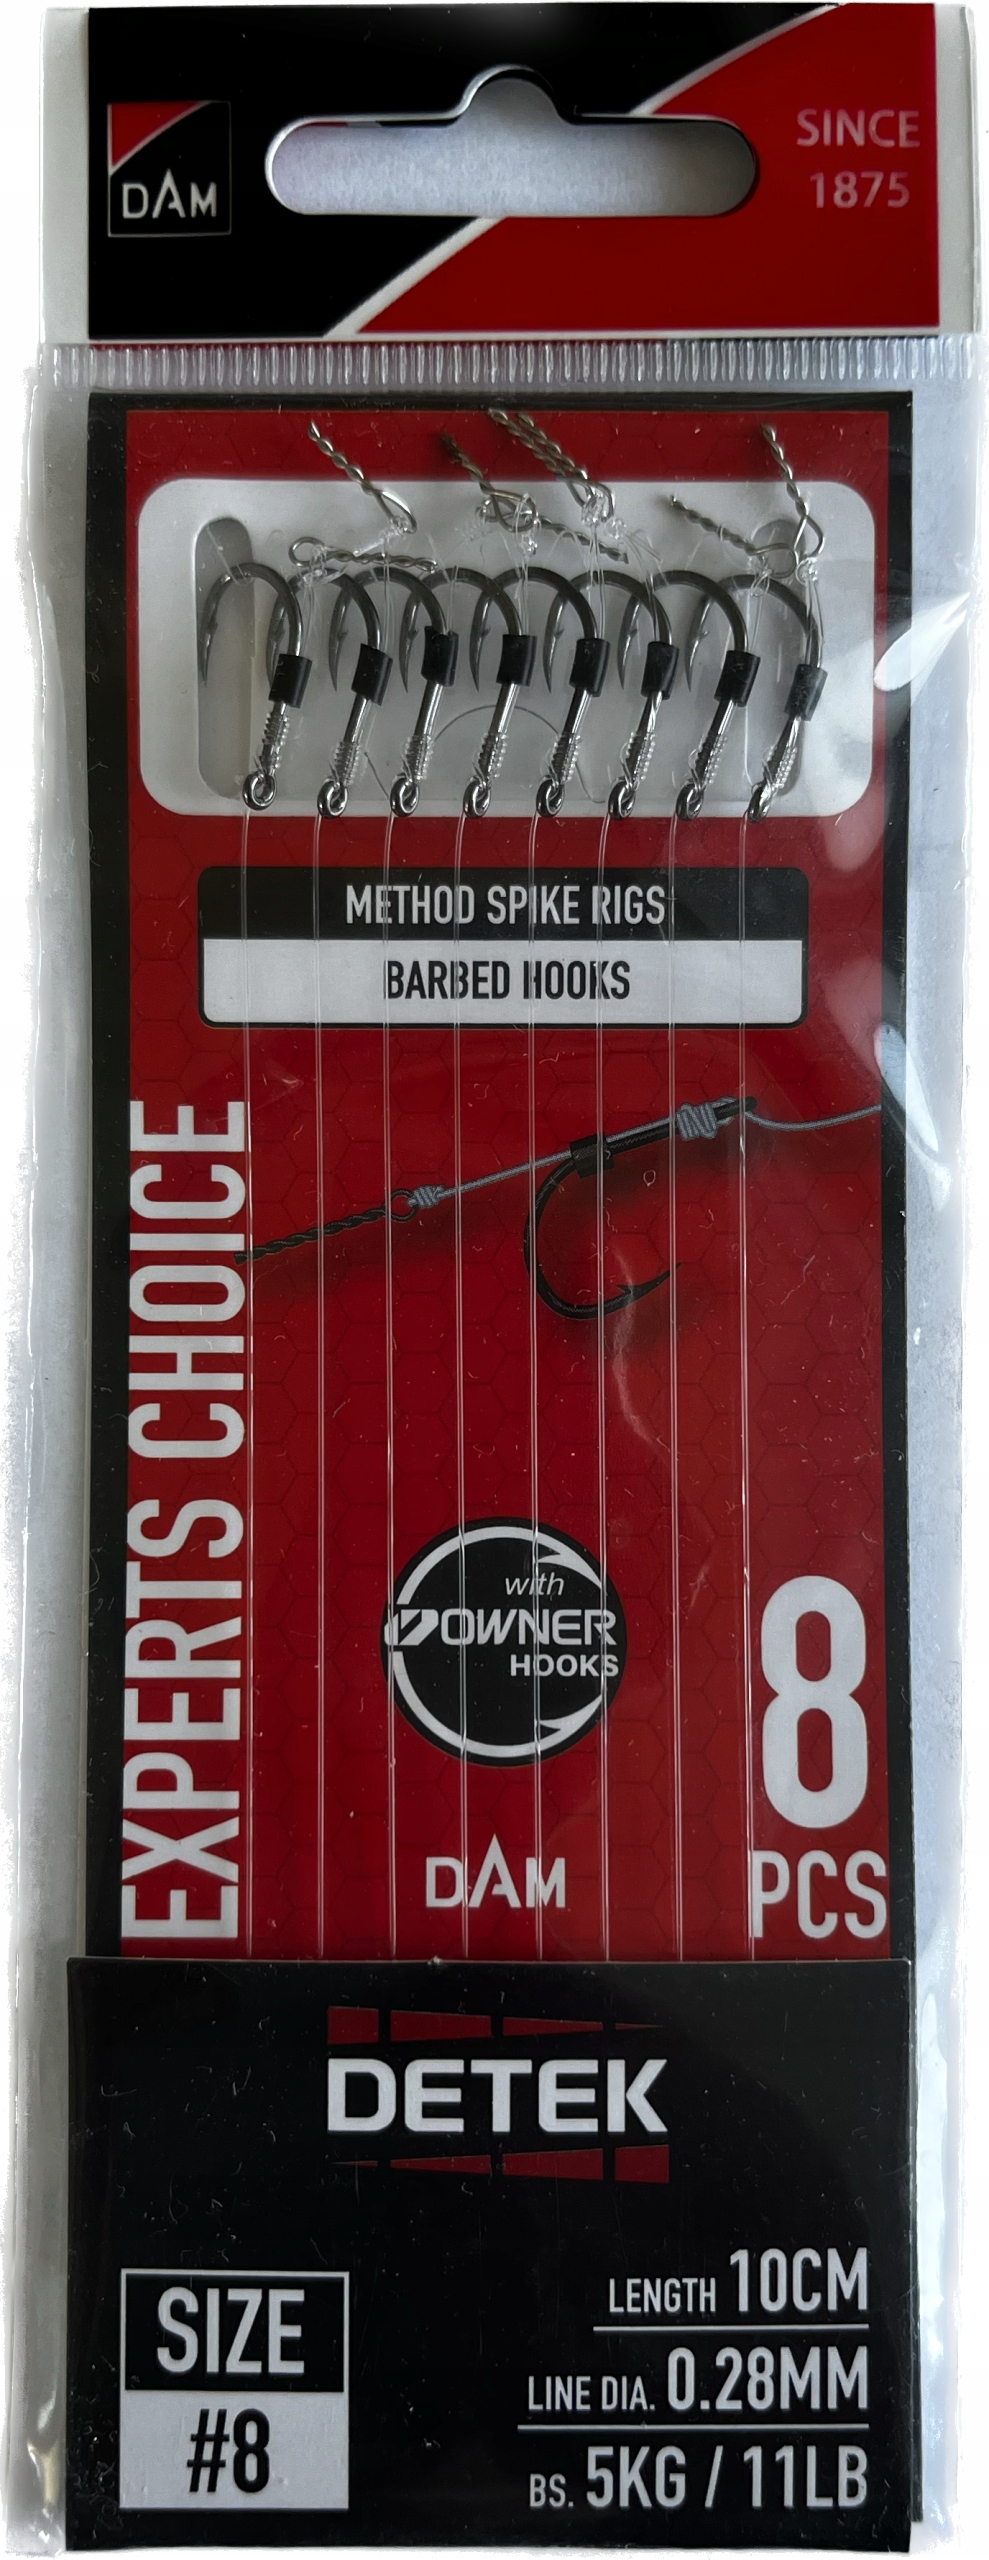 DAM
SINCE
1875
METHOD SPIKE RIGS
BARBED HOOKS
EXPERTS CHOICE
with
OWNER
HOOKS
8
PCS
DAM
DETEK
SIZE
#8
LENGTH 10CM
LINE DIA. 0.28MM
BS. 5KG / 11LB